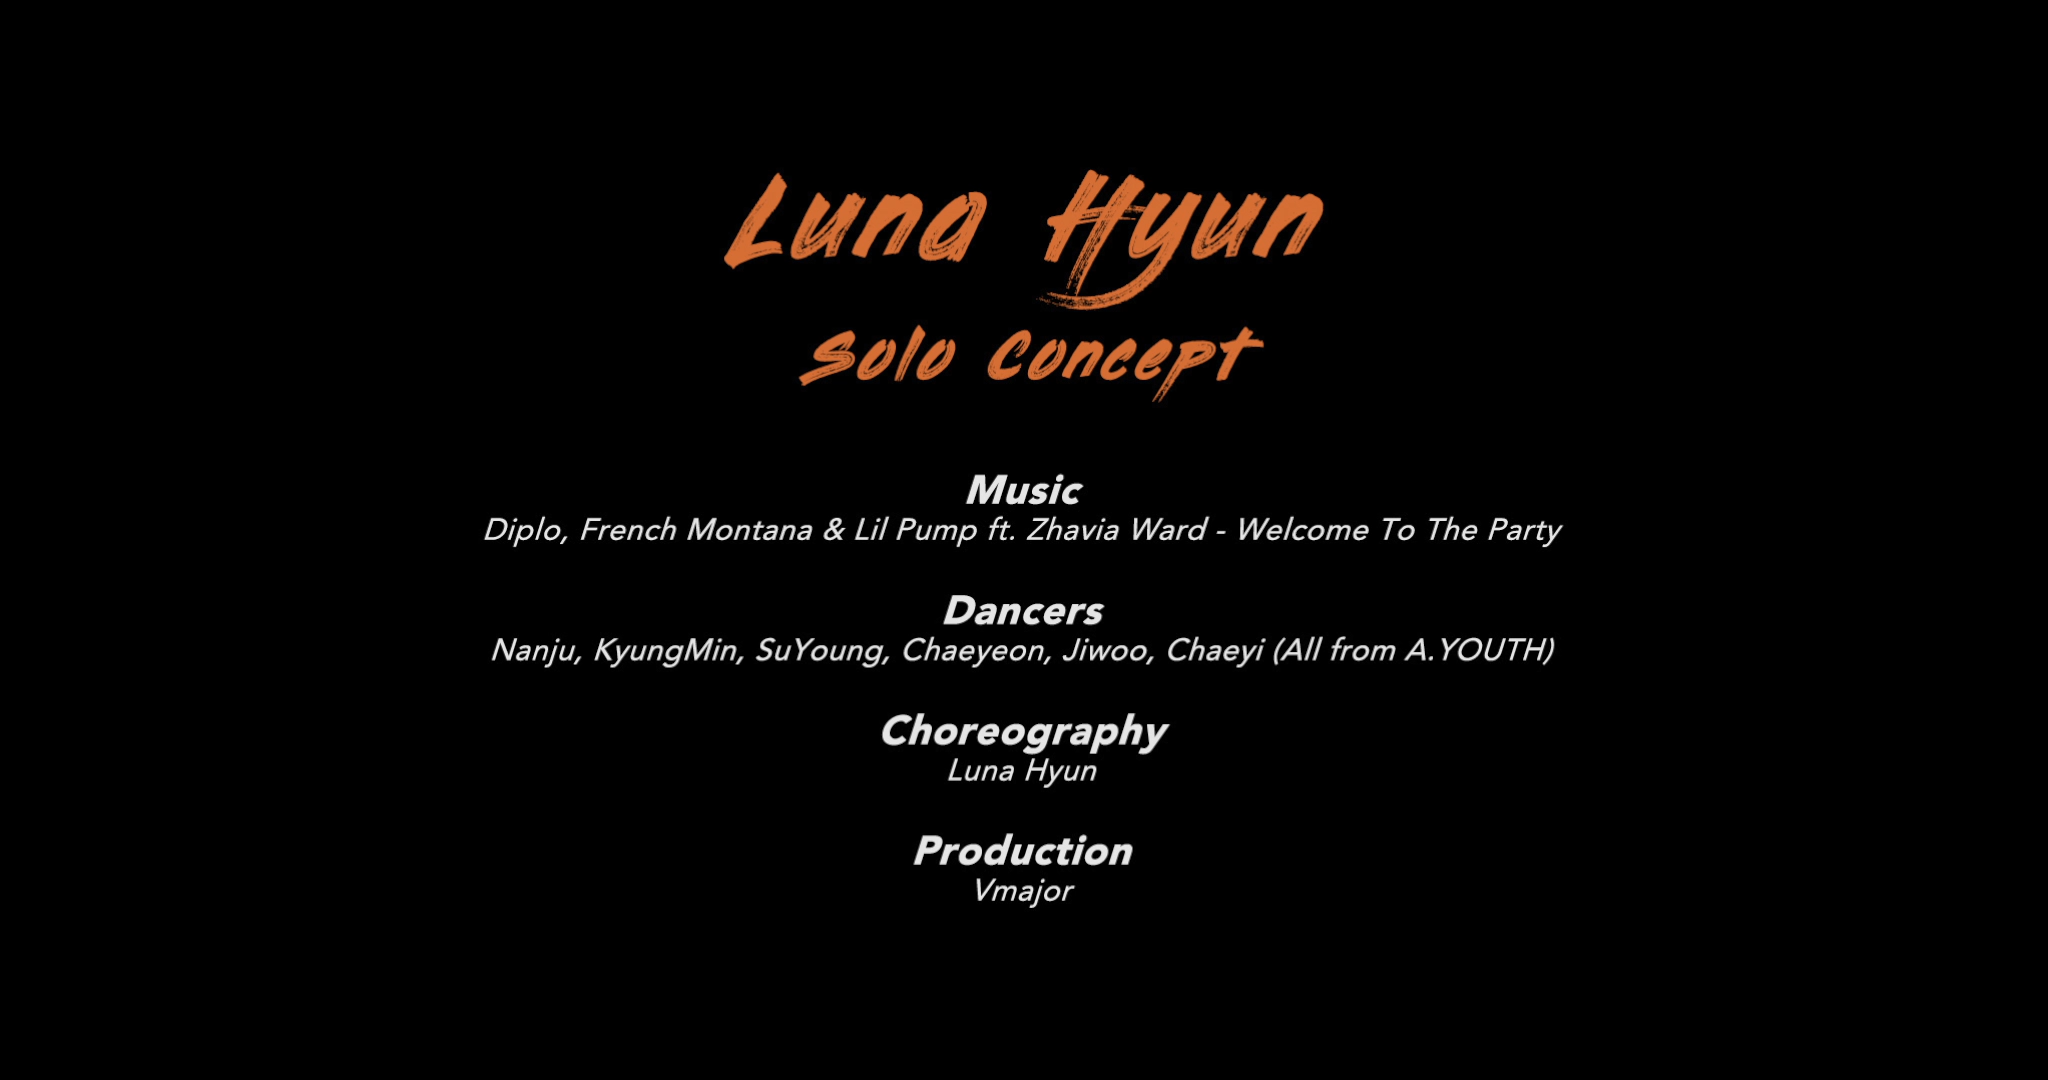 Luna Hyun
Solo Concept
Music
Diplo, French Montana & Lil Pump ft. Zhavia Ward - Welcome To The Party
Dancers
Nanju, KyungMin, SuYoung, Chaeyeon, Jiwoo, Chaeyi (All from A.YOUTH)
Choreography
Luna Hyun
Production
Vmajor